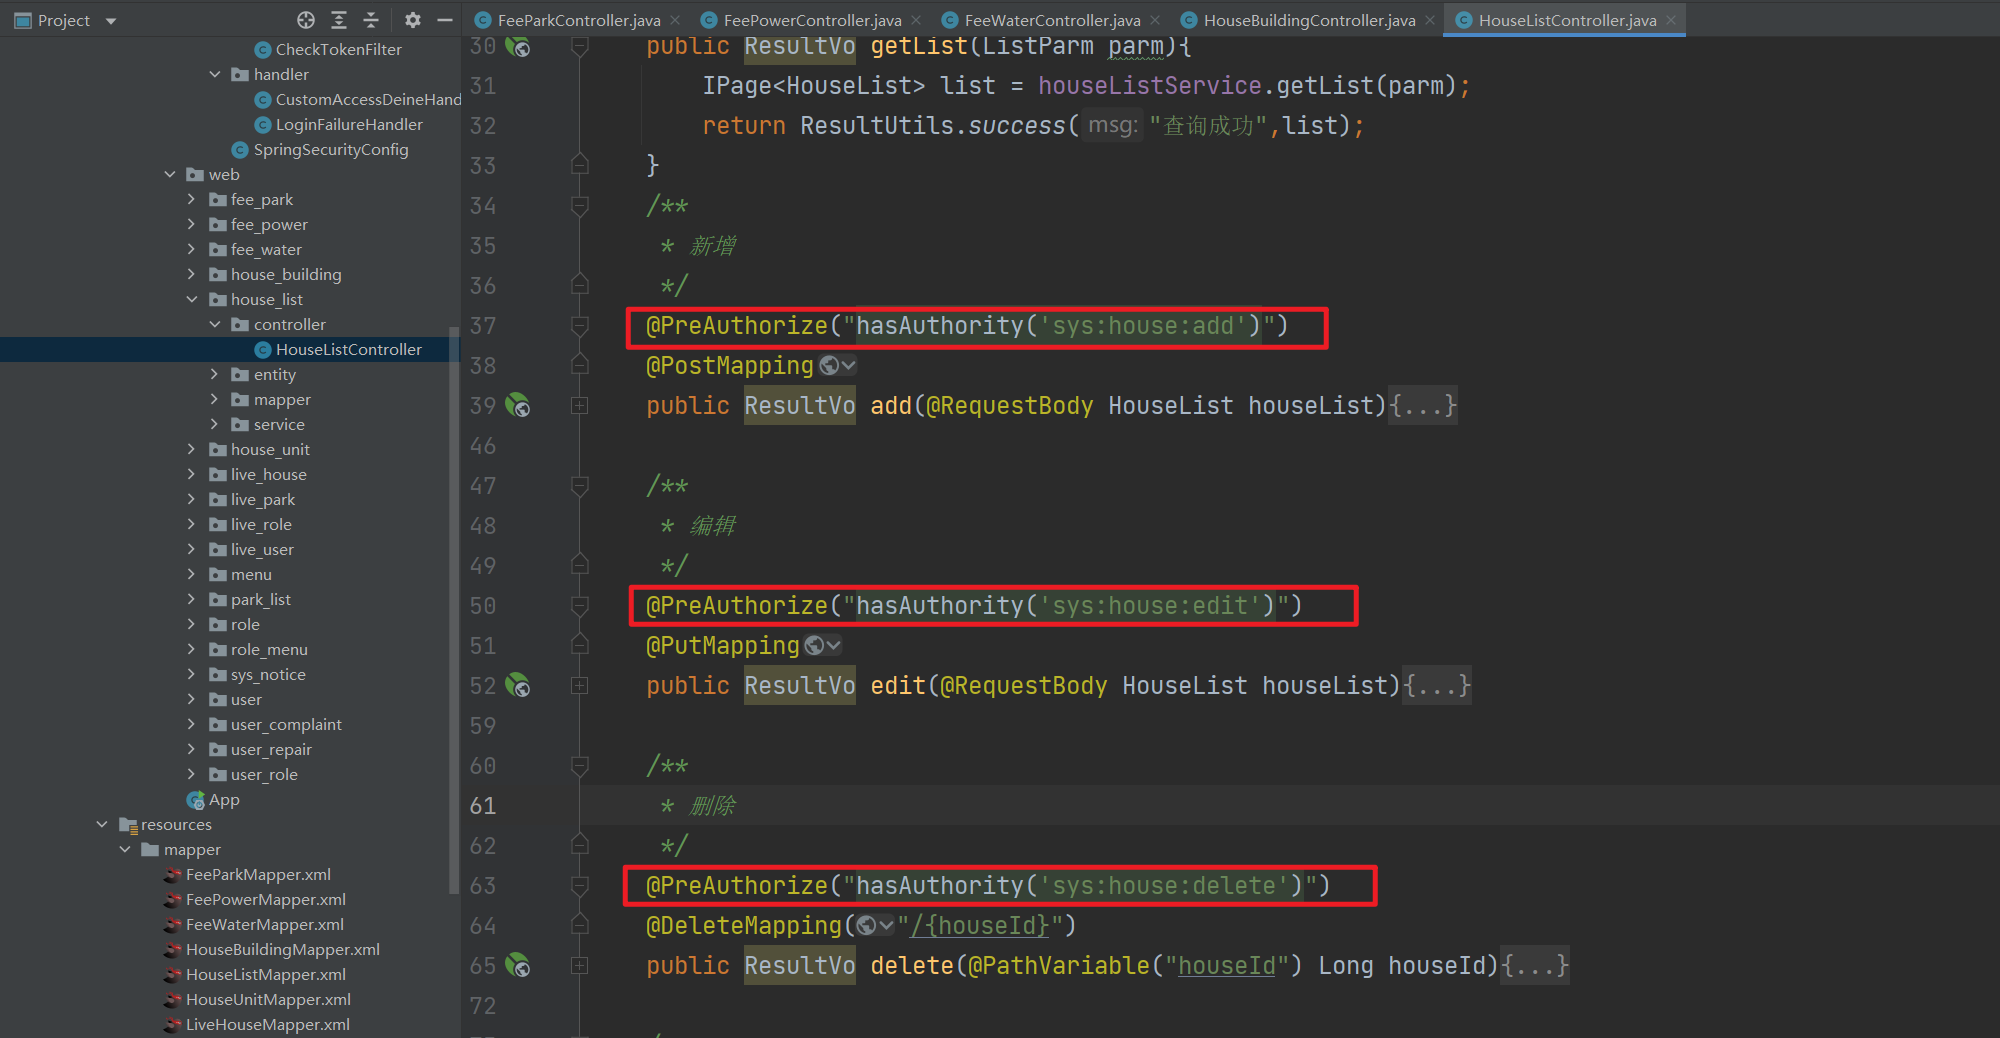 Project
FeeParkController.java
FeePowerController.java
FeeWaterController.java
HouseBuildingController.java
HouseListController.java
CheckTokenFilter
handler
CustomAccessDeineHand
LoginFailureHandler
SpringSecurityConfig
web
fee_park
fee_power
fee_water
house_building
house_list
controller
HouseListController
entity
mapper
service
house_unit
live_house
live_park
live_role
live_user
menu
park_list
role
role_menu
sys_notice
user
user_complaint
user_repair
user_role
App
resources
mapper
FeeParkMapper.xml
FeePowerMapper.xml
FeeWaterMapper.xml
HouseBuildingMapper.xml
HouseListMapper.xml
HouseUnitMapper.xml
LiveHouseMapper.xml
30 public ResultVo getList(ListParm parm){
31 IPage<HouseList> list = houseListService.getList(parm);
32 return ResultUtils.success( msg: "查询成功",list);
33 }
34 /**
35 * 新增
36 */
37 @PreAuthorize("hasAuthority('sys:house:add')")
38 @PostMapping
39 public ResultVo add(@RequestBody HouseList houseList){...}
46
47 /**
48 * 编辑
49 */
50 @PreAuthorize("hasAuthority('sys:house:edit')")
51 @PutMapping
52 public ResultVo edit(@RequestBody HouseList houseList){...}
59
60 /**
61 * 删除
62 */
63 @PreAuthorize("hasAuthority('sys:house:delete')")
64 @DeleteMapping("/{houseId}")
65 public ResultVo delete(@PathVariable("houseId") Long houseId){...}
72